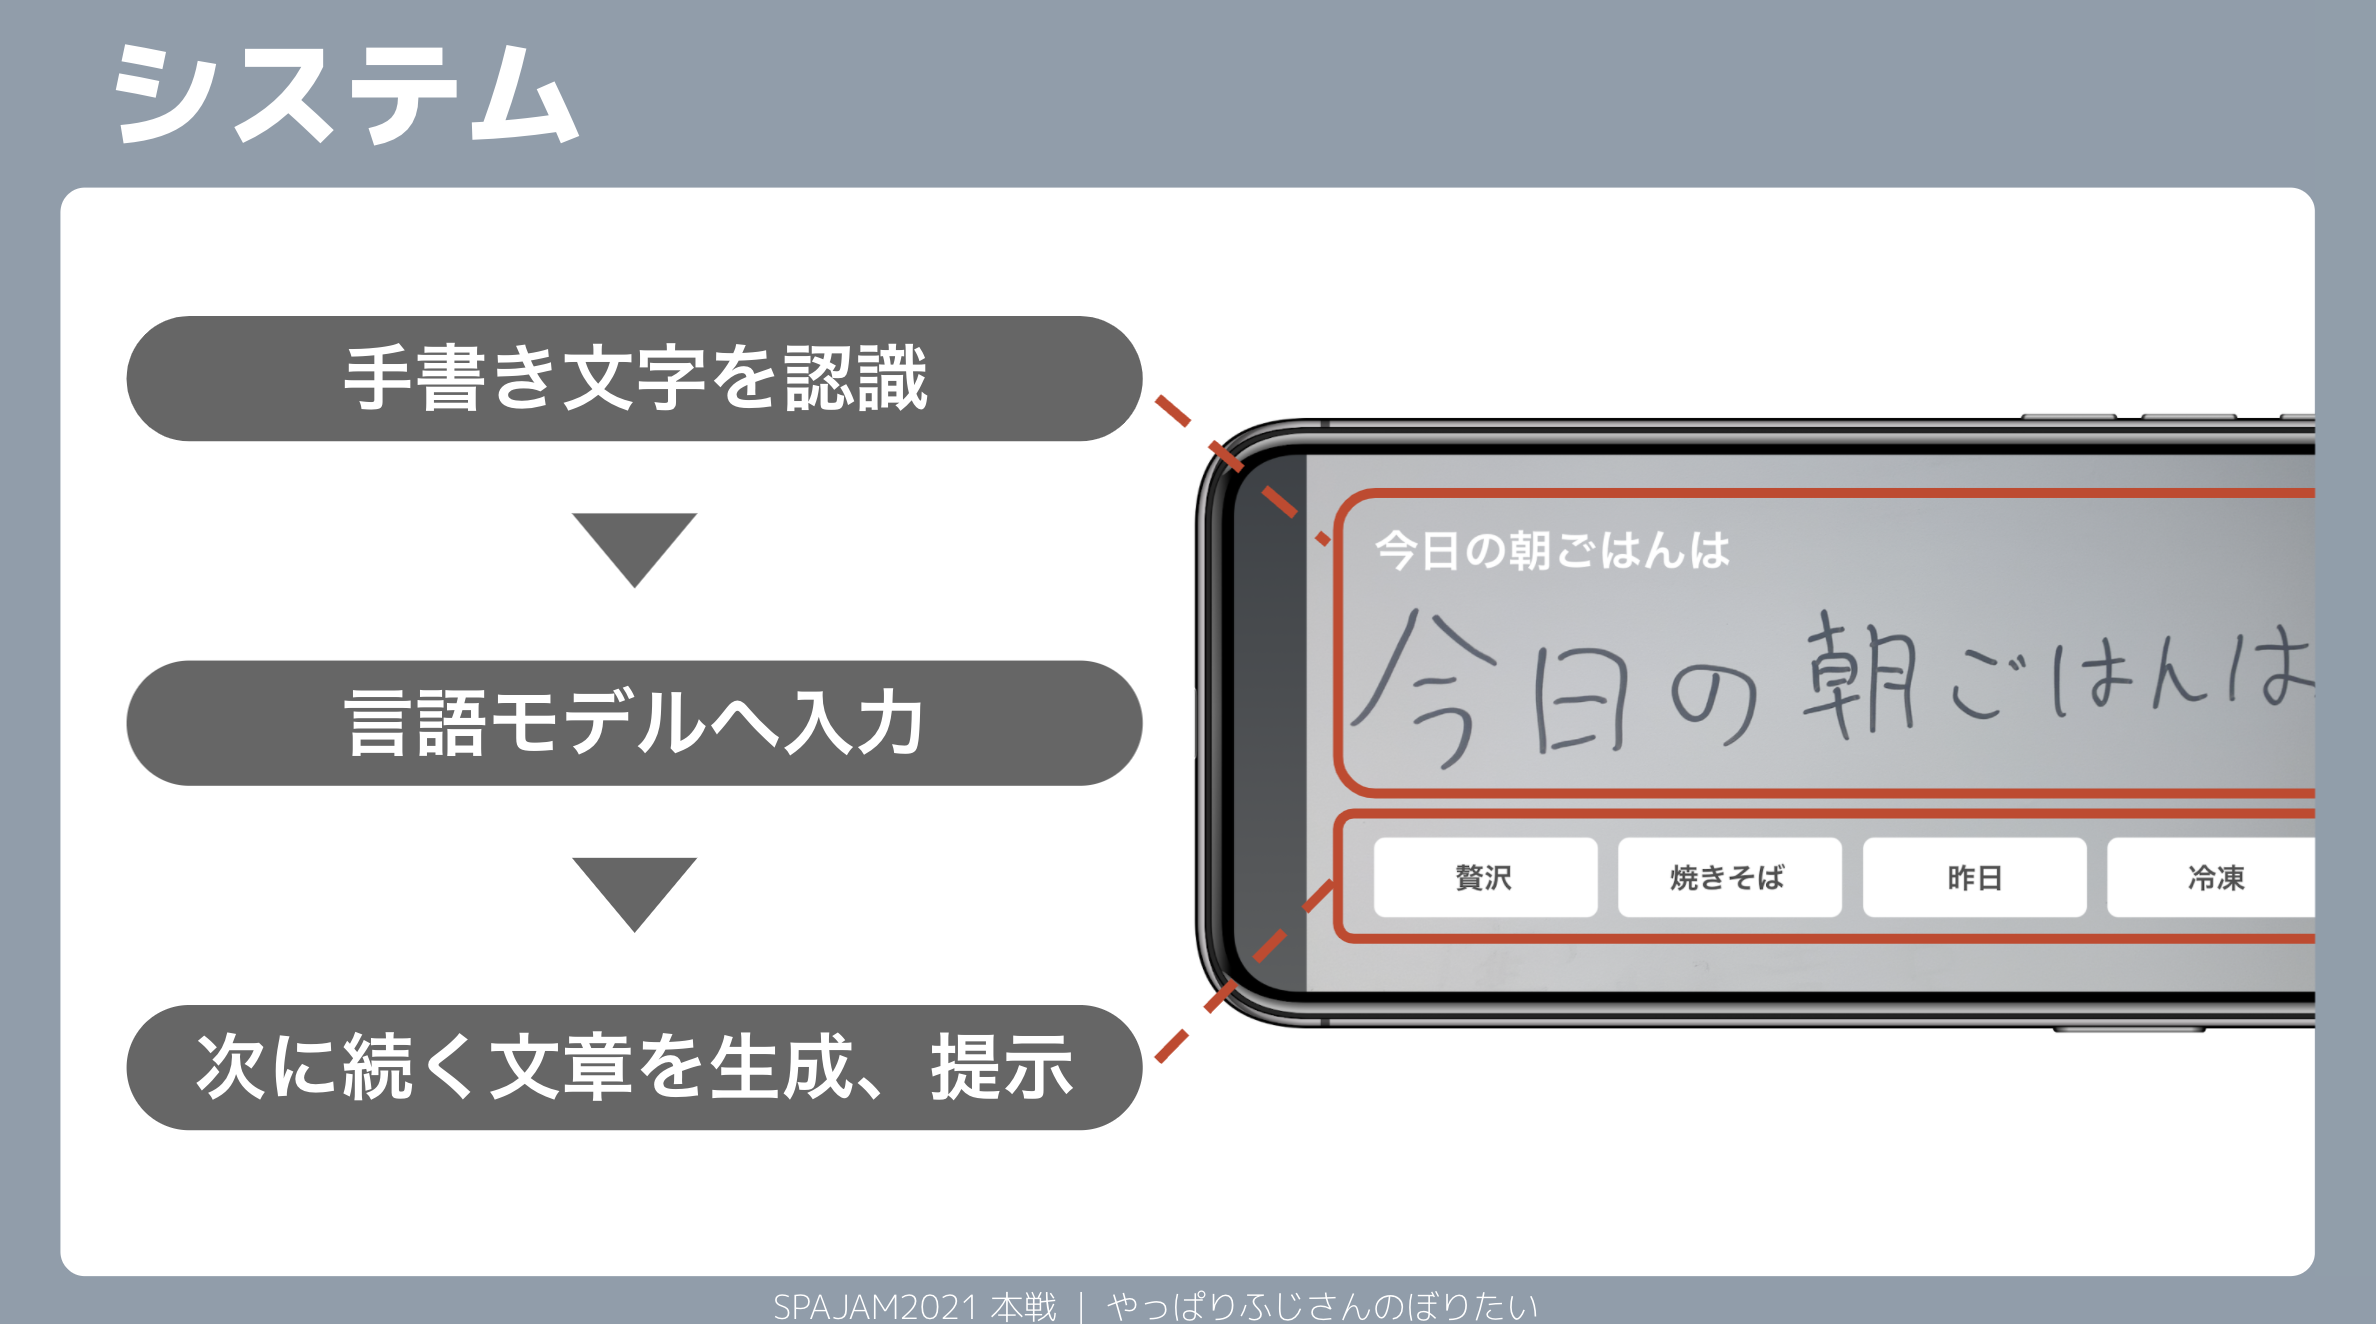 システム
手書き文字を認識
言語モデルへ入力
次に続く文章を生成、提示
今日の朝ごはんは
今日の朝ごはんは
贅沢
焼きそば
昨日
冷凍
SPAJAM2021 本戦 | やっぱりふじさんのぼりたい